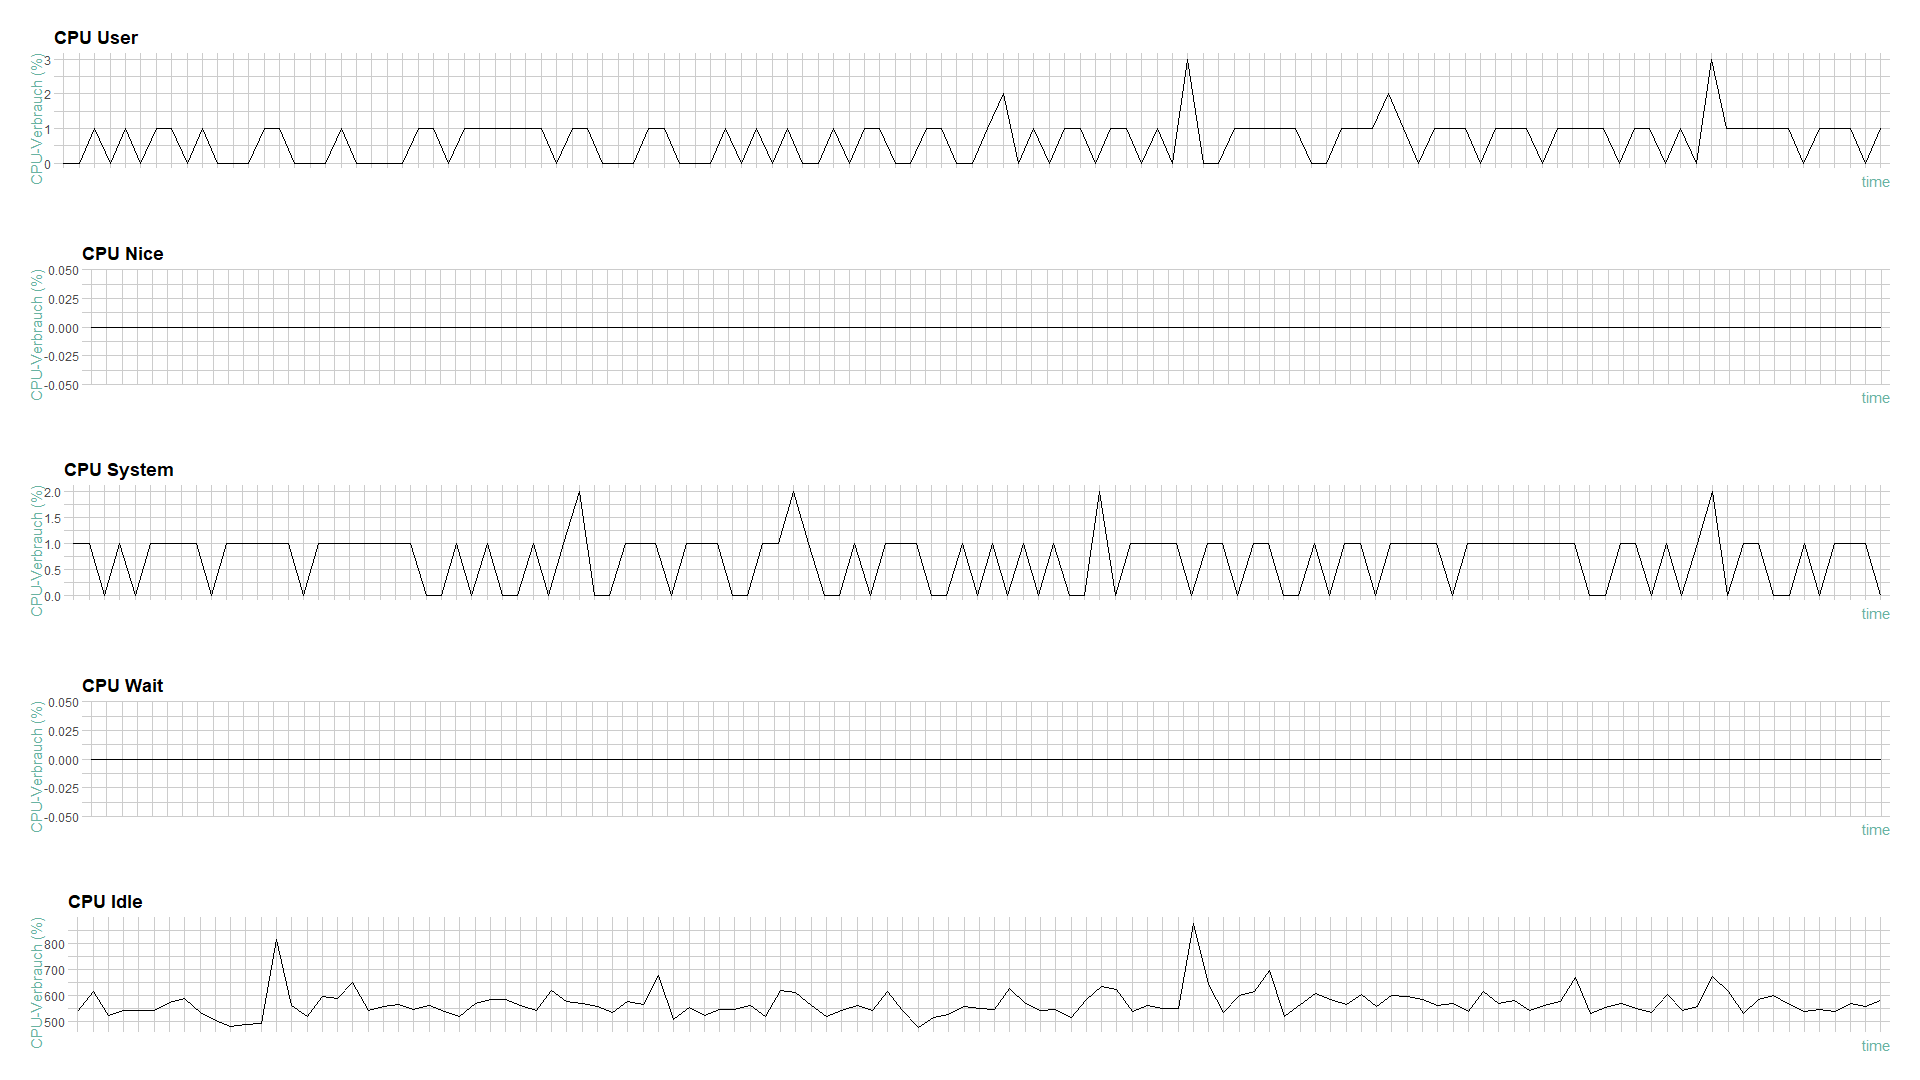 CPU User
CPU-Verbrauch (%)
3
2
1
0
time
CPU Nice
CPU-Verbrauch (%)
0.050
0.025
0.000
-0.025
-0.050
time
CPU System
CPU-Verbrauch (%)
2.0
1.5
1.0
0.5
0.0
time
CPU Wait
CPU-Verbrauch (%)
0.050
0.025
0.000
-0.025
-0.050
time
CPU Idle
CPU-Verbrauch (%)
800
700
600
500
time